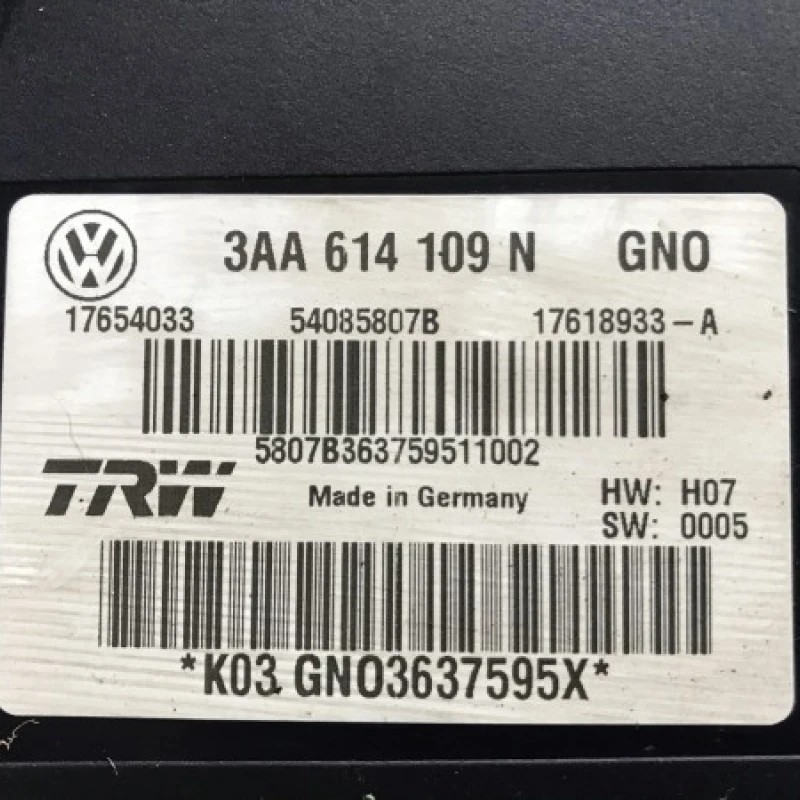 3AA 614 109 N GNO
17654033 54085807B 17618933-A
5807B363759511002
TRW Made in Germany HW: H07
SW: 0005
*K03 GNO3637595X*